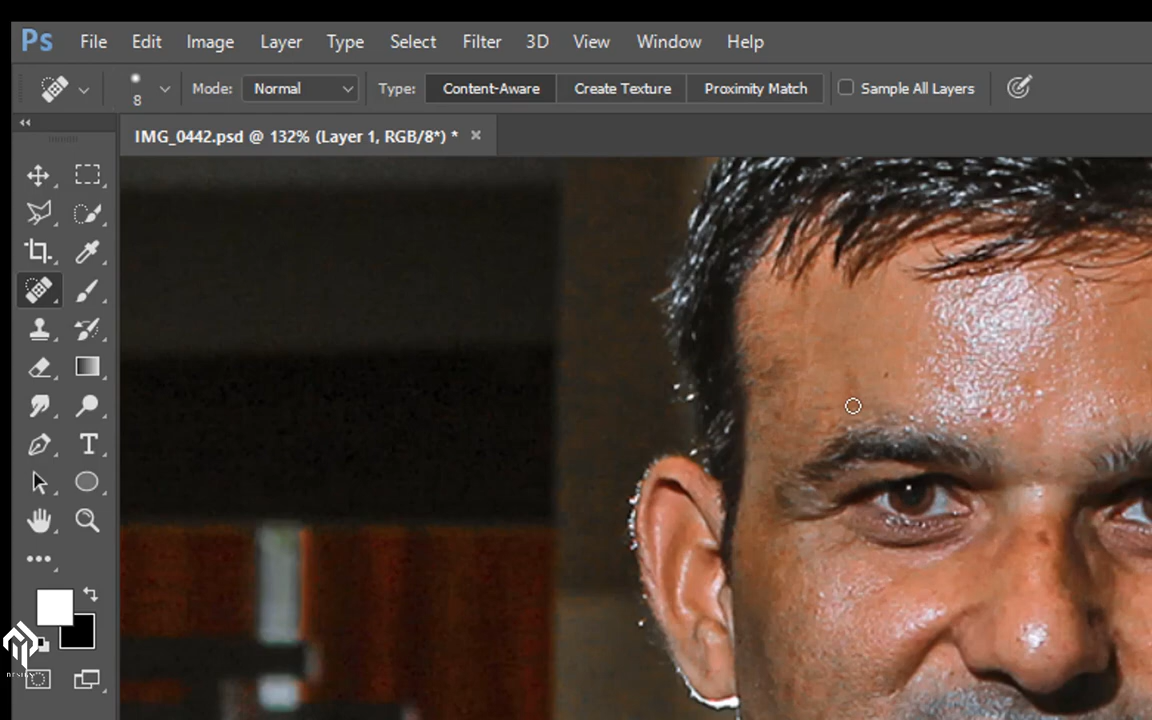 Ps File Edit Image Layer Type Select Filter 3D View Window Help
8 Mode: Normal Type: Content-Aware Create Texture Proximity Match Sample All Layers
IMG_0442.psd @ 132% (Layer 1, RGB/8*) * ×
T